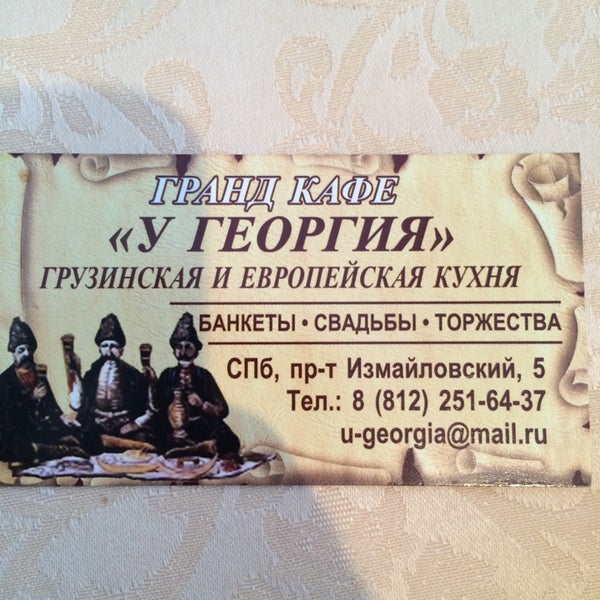 ГРАНД КАФЕ
«У ГЕОРГИЯ»
ГРУЗИНСКАЯ И ЕВРОПЕЙСКАЯ КУХНЯ
БАНКЕТЫ • СВАДЬБЫ • ТОРЖЕСТВА
СПб, пр-т Измайловский, 5
Тел.: 8 (812) 251-64-37
u-georgia@mail.ru